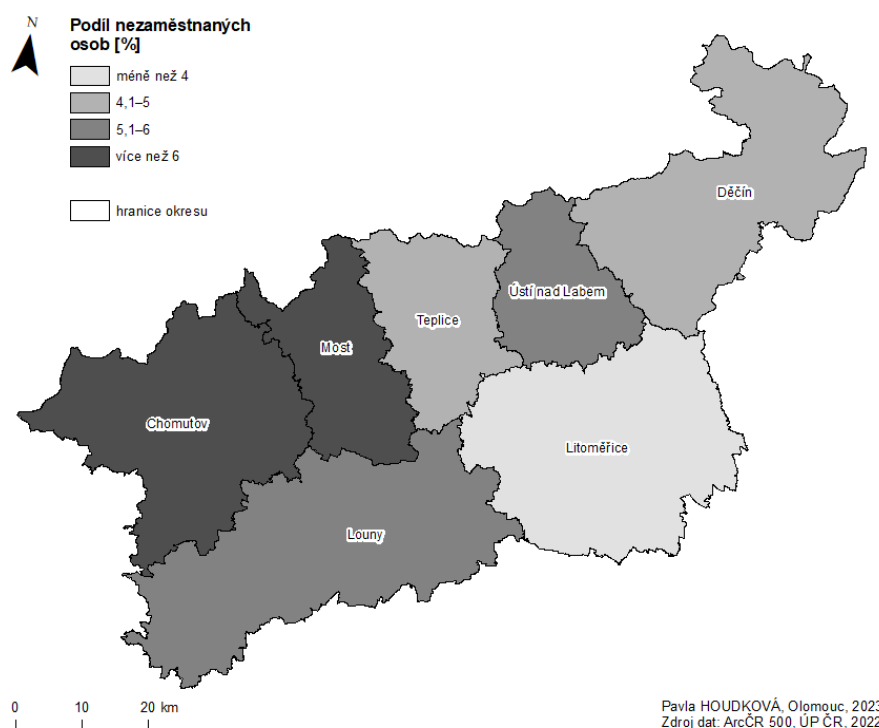 N
Podíl nezaměstnaných
osob [%]
méně než 4
4,1–5
5,1–6
více než 6
hranice okresu
Děčín
Ústí nad Labem
Teplice
Most
Chomutov
Litoměřice
Louny
0 10 20 km
Pavla HOUDKOVÁ, Olomouc, 2023
Zdroj dat: ArcČR 500, ÚP ČR, 2022